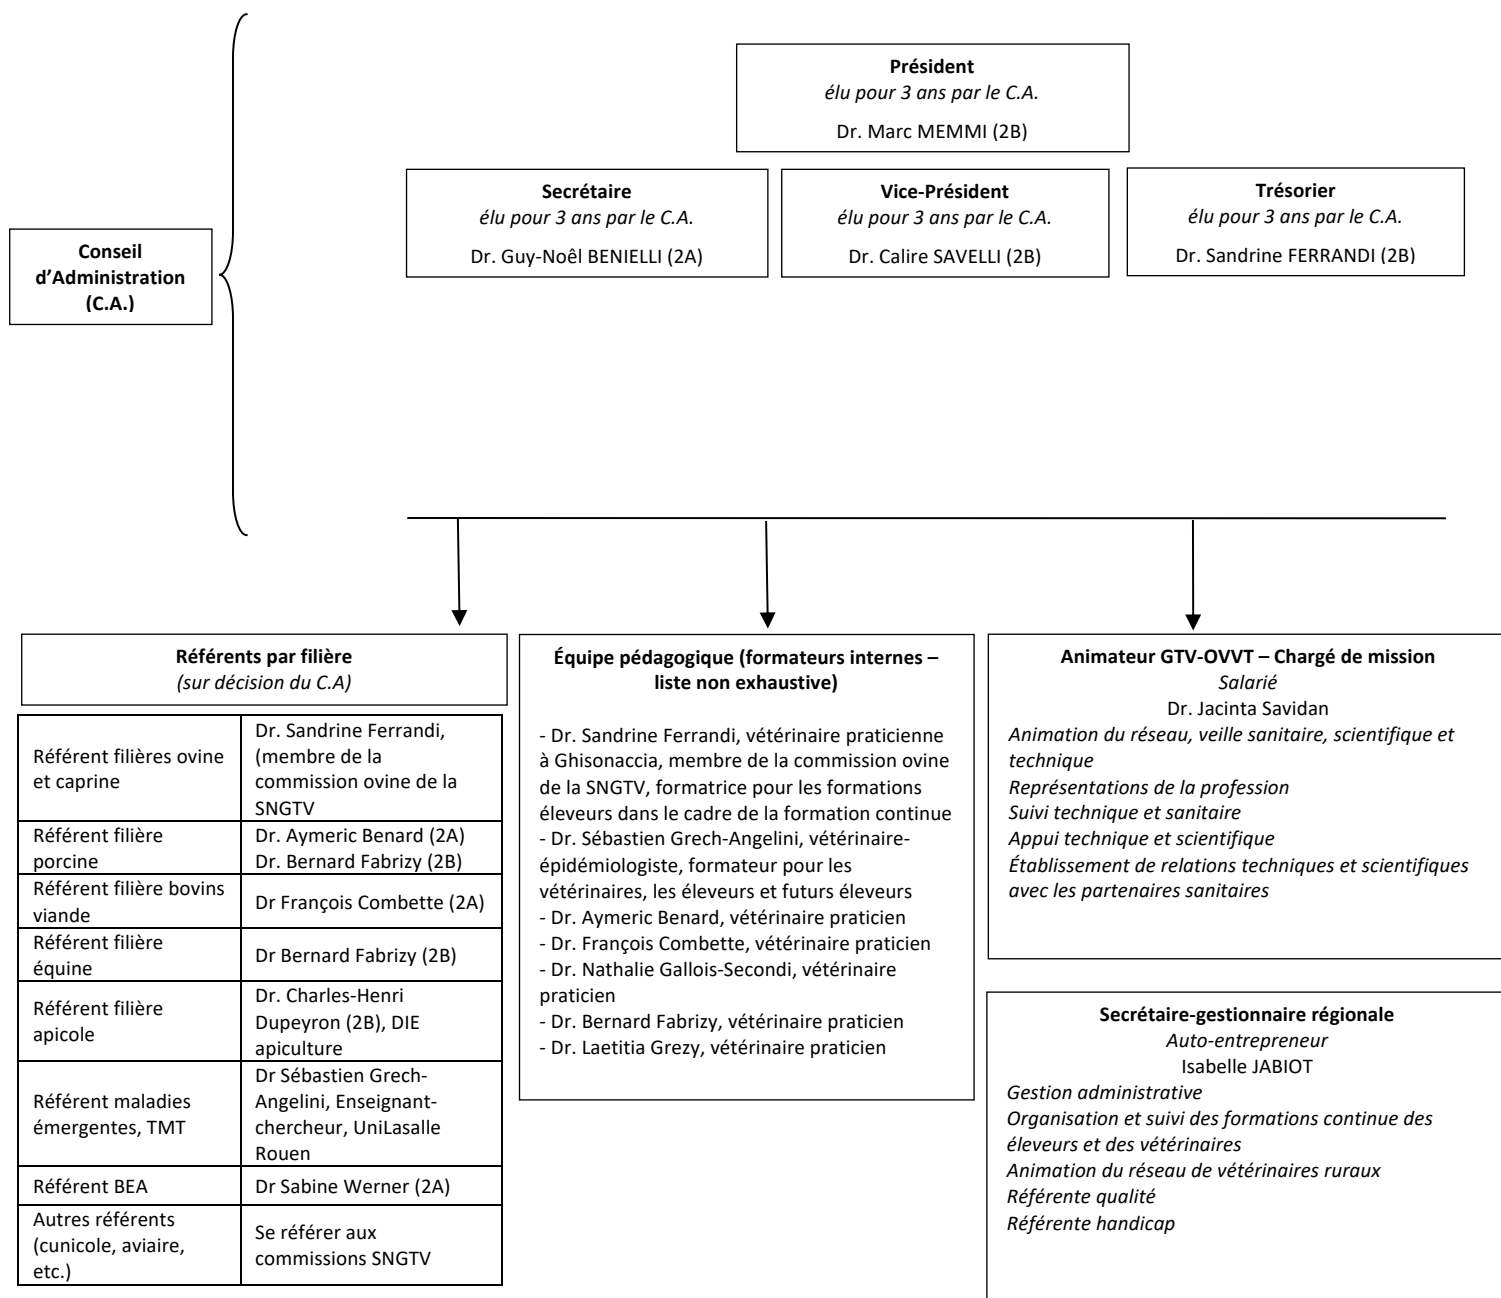 Président
élu pour 3 ans par le C.A.
Dr. Marc MEMMI (2B)
Secrétaire
élu pour 3 ans par le C.A.
Dr. Guy-Noêl BENIELLI (2A)
Vice-Président
élu pour 3 ans par le C.A.
Dr. Calire SAVELLI (2B)
Trésorier
élu pour 3 ans par le C.A.
Dr. Sandrine FERRANDI (2B)
Conseil
d’Administration
(C.A.)
Référents par filière
(sur décision du C.A)
Référent filières ovine
et caprine
Dr. Sandrine Ferrandi,
(membre de la
commission ovine de la
SNGTV
Référent filière
porcine
Dr. Aymeric Benard (2A)
Dr. Bernard Fabrizy (2B)
Référent filière bovins
viande
Dr François Combette (2A)
Référent filière
équine
Dr Bernard Fabrizy (2B)
Référent filière
apicole
Dr. Charles-Henri
Dupeyron (2B), DIE
apiculture
Référent maladies
émergentes, TMT
Dr Sébastien Grech-
Angelini, Enseignant-
chercheur, UniLasalle
Rouen
Référent BEA
Dr Sabine Werner (2A)
Autres référents
(cunicole, aviaire,
etc.)
Se référer aux
commissions SNGTV
Équipe pédagogique (formateurs internes –
liste non exhaustive)
- Dr. Sandrine Ferrandi, vétérinaire praticienne
à Ghisonaccia, membre de la commission ovine
de la SNGTV, formatrice pour les formations
éleveurs dans le cadre de la formation continue
- Dr. Sébastien Grech-Angelini, vétérinaire-
épidémiologiste, formateur pour les
vétérinaires, les éleveurs et futurs éleveurs
- Dr. Aymeric Benard, vétérinaire praticien
- Dr. François Combette, vétérinaire praticien
- Dr. Nathalie Gallois-Secondi, vétérinaire
praticien
- Dr. Bernard Fabrizy, vétérinaire praticien
- Dr. Laetitia Grezy, vétérinaire praticien
Animateur GTV-OVVT – Chargé de mission
Salarié
Dr. Jacinta Savidan
Animation du réseau, veille sanitaire, scientifique et
technique
Représentations de la profession
Suivi technique et sanitaire
Appui technique et scientifique
Établissement de relations techniques et scientifiques
avec les partenaires sanitaires
Secrétaire-gestionnaire régionale
Auto-entrepreneur
Isabelle JABIOT
Gestion administrative
Organisation et suivi des formations continue des
éleveurs et des vétérinaires
Animation du réseau de vétérinaires ruraux
Référente qualité
Référente handicap